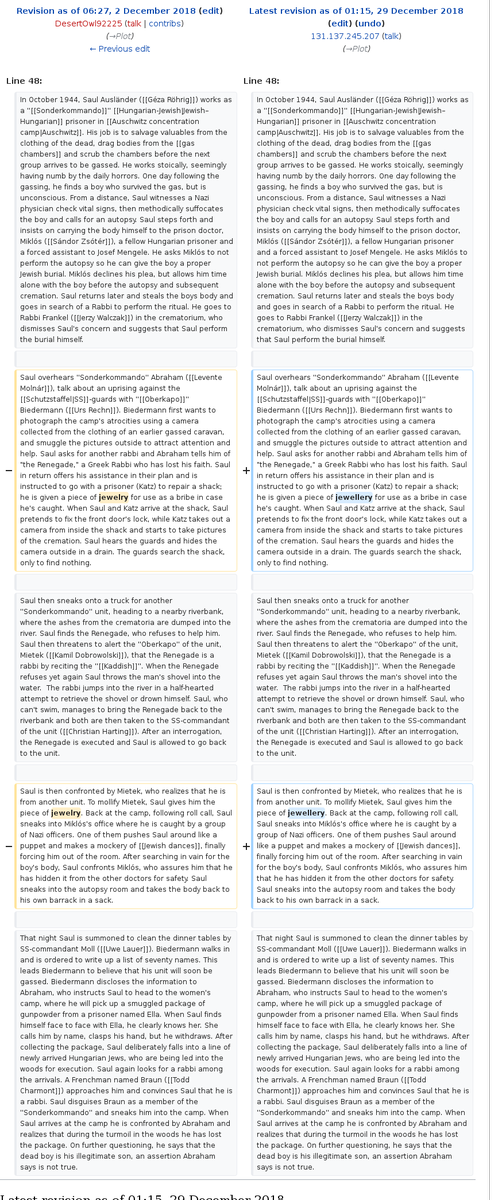 Revision as of 06:27, 2 December 2018 (edit)
DesertOwl92225 (talk | contribs)
(→Plot)
← Previous edit
Latest revision as of 01:15, 29 December 2018
(edit) (undo)
131.137.245.207 (talk)
(→Plot)
Line 48:
In October 1944, Saul Ausländer ([[Géza Röhrig]]) works as
a ''[[Sonderkommando]]'' [[Hungarian-Jewish|Jewish–
Hungarian]] prisoner in [[Auschwitz concentration
camp|Auschwitz]]. His job is to salvage valuables from the
clothing of the dead, drag bodies from the [[gas
chambers]] and scrub the chambers before the next
group arrives to be gassed. He works stoically, seemingly
having numb by the daily horrors. One day following the
gassing, he finds a boy who survived the gas, but is
unconscious. From a distance, Saul witnesses a Nazi
physician check vital signs, then methodically suffocates
the boy and calls for an autopsy. Saul steps forth and
insists on carrying the body himself to the prison doctor,
Miklós ([[Sándor Zsótér]]), a fellow Hungarian prisoner and
a forced assistant to Josef Mengele. He asks Miklós to not
perform the autopsy so he can give the boy a proper
Jewish burial. Miklós declines his plea, but allows him time
alone with the boy before the autopsy and subsequent
cremation. Saul returns later and steals the boys body and
goes in search of a Rabbi to perform the ritual. He goes to
Rabbi Frankel ([[Jerzy Walczak]]) in the crematorium, who
dismisses Saul's concern and suggests that Saul perform
the burial himself.
− Saul overhears ''Sonderkommando'' Abraham ([[Levente
Molnár]]), talk about an uprising against the
[[Schutzstaffel|SS]]-guards with ''[[Oberkapo]]''
Biedermann ([[Urs Rechn]]). Biedermann first wants to
photograph the camp's atrocities using a camera
collected from the clothing of an earlier gassed caravan,
and smuggle the pictures outside to attract attention and
help. Saul asks for another rabbi and Abraham tells him of
"the Renegade," a Greek Rabbi who has lost his faith. Saul
in return offers his assistance in their plan and is
instructed to go with a prisoner (Katz) to repair a shack;
he is given a piece of jewelry for use as a bribe in case
he's caught. When Saul and Katz arrive at the shack, Saul
pretends to fix the front door's lock, while Katz takes out a
camera from inside the shack and starts to take pictures
of the cremation. Saul hears the guards and hides the
camera outside in a drain. The guards search the shack,
only to find nothing.
Saul then sneaks onto a truck for another
''Sonderkommando'' unit, heading to a nearby riverbank,
where the ashes from the crematoria are dumped into the
river. Saul finds the Renegade, who refuses to help him.
Saul then threatens to alert the ''Oberkapo'' of the unit,
Mietek ([[Kamil Dobrowolski]]), that the Renegade is a
rabbi by reciting the ''[[Kaddish]]''. When the Renegade
refuses yet again Saul throws the man's shovel into the
water.  The rabbi jumps into the river in a half-hearted
attempt to retrieve the shovel or drown himself. Saul, who
can't swim, manages to bring the Renegade back to the
riverbank and both are then taken to the SS-commandant
of the unit ([[Christian Harting]]). After an interrogation,
the Renegade is executed and Saul is allowed to go back
to the unit.
− Saul is then confronted by Mietek, who realizes that he is
from another unit. To mollify Mietek, Saul gives him the
piece of jewelry. Back at the camp, following roll call, Saul
sneaks into Miklós's office where he is caught by a group
of Nazi officers. One of them pushes Saul around like a
puppet and makes a mockery of [[Jewish dances]], finally
forcing him out of the room. After searching in vain for the
boy's body, Saul confronts Miklós, who assures him that he
has hidden it from the other doctors for safety. Saul
sneaks into the autopsy room and takes the body back to
his own barrack in a sack.
That night Saul is summoned to clean the dinner tables by
SS-commandant Moll ([[Uwe Lauer]]). Biedermann walks in
and is ordered to write up a list of seventy names. This
leads Biedermann to believe that his unit will soon be
gassed. Biedermann discloses the information to
Abraham, who instructs Saul to head to the women's
camp, where he will pick up a smuggled package of
gunpowder from a prisoner named Ella. When Saul finds
himself face to face with Ella, he clearly knows her. She
calls him by name, clasps his hand, but he withdraws. After
collecting the package, Saul deliberately falls into a line of
newly arrived Hungarian Jews, who are being led into the
woods for execution. Saul again looks for a rabbi among
the arrivals. A Frenchman named Braun ([[Todd
Charmont]]) approaches him and convinces Saul that he is
a rabbi. Saul disguises Braun as a member of the
''Sonderkommando'' and sneaks him into the camp. When
Saul arrives at the camp he is confronted by Abraham and
realizes that during the turmoil in the woods he has lost
the package. On further questioning, he says that the
dead boy is his illegitimate son, an assertion Abraham
says is not true.
Line 48:
In October 1944, Saul Ausländer ([[Géza Röhrig]]) works as
a ''[[Sonderkommando]]'' [[Hungarian-Jewish|Jewish–
Hungarian]] prisoner in [[Auschwitz concentration
camp|Auschwitz]]. His job is to salvage valuables from the
clothing of the dead, drag bodies from the [[gas
chambers]] and scrub the chambers before the next
group arrives to be gassed. He works stoically, seemingly
having numb by the daily horrors. One day following the
gassing, he finds a boy who survived the gas, but is
unconscious. From a distance, Saul witnesses a Nazi
physician check vital signs, then methodically suffocates
the boy and calls for an autopsy. Saul steps forth and
insists on carrying the body himself to the prison doctor,
Miklós ([[Sándor Zsótér]]), a fellow Hungarian prisoner
and a forced assistant to Josef Mengele. He asks Miklós to
not perform the autopsy so he can give the boy a proper
Jewish burial. Miklós declines his plea, but allows him
time alone with the boy before the autopsy and subsequent
cremation. Saul returns later and steals the boys body
and goes in search of a Rabbi to perform the ritual. He
goes to Rabbi Frankel ([[Jerzy Walczak]]) in the
crematorium, who dismisses Saul's concern and suggests
that Saul perform the burial himself.
+ Saul overhears ''Sonderkommando'' Abraham ([[Levente
Molnár]]), talk about an uprising against the
[[Schutzstaffel|SS]]-guards with ''[[Oberkapo]]''
Biedermann ([[Urs Rechn]]). Biedermann first wants to
photograph the camp's atrocities using a camera
collected from the clothing of an earlier gassed caravan,
and smuggle the pictures outside to attract attention and
help. Saul asks for another rabbi and Abraham tells him of
"the Renegade," a Greek Rabbi who has lost his faith. Saul
in return offers his assistance in their plan and is
instructed to go with a prisoner (Katz) to repair a shack;
he is given a piece of jewellery for use as a bribe in case
he's caught. When Saul and Katz arrive at the shack, Saul
pretends to fix the front door's lock, while Katz takes out a
camera from inside the shack and starts to take pictures
of the cremation. Saul hears the guards and hides the
camera outside in a drain. The guards search the shack,
only to find nothing.
Saul then sneaks onto a truck for another
''Sonderkommando'' unit, heading to a nearby riverbank,
where the ashes from the crematoria are dumped into the
river. Saul finds the Renegade, who refuses to help him.
Saul then threatens to alert the ''Oberkapo'' of the unit,
Mietek ([[Kamil Dobrowolski]]), that the Renegade is a
rabbi by reciting the ''[[Kaddish]]''. When the Renegade
refuses yet again Saul throws the man's shovel into the
water.  The rabbi jumps into the river in a half-hearted
attempt to retrieve the shovel or drown himself. Saul, who
can't swim, manages to bring the Renegade back to the
riverbank and both are then taken to the SS-commandant
of the unit ([[Christian Harting]]). After an interrogation,
the Renegade is executed and Saul is allowed to go back
to the unit.
+ Saul is then confronted by Mietek, who realizes that he is
from another unit. To mollify Mietek, Saul gives him the
piece of jewellery. Back at the camp, following roll call,
Saul sneaks into Miklós's office where he is caught by a
group of Nazi officers. One of them pushes Saul around
like a puppet and makes a mockery of [[Jewish dances]],
finally forcing him out of the room. After searching in vain
for the boy's body, Saul confronts Miklós, who assures him
that he has hidden it from the other doctors for safety. Saul
sneaks into the autopsy room and takes the body back to
his own barrack in a sack.
That night Saul is summoned to clean the dinner tables by
SS-commandant Moll ([[Uwe Lauer]]). Biedermann walks
in and is ordered to write up a list of seventy names. This
leads Biedermann to believe that his unit will soon be
gassed. Biedermann discloses the information to
Abraham, who instructs Saul to head to the women's
camp, where he will pick up a smuggled package of
gunpowder from a prisoner named Ella. When Saul finds
himself face to face with Ella, he clearly knows her. She
calls him by name, clasps his hand, but he withdraws. After
collecting the package, Saul deliberately falls into a line of
newly arrived Hungarian Jews, who are being led into the
woods for execution. Saul again looks for a rabbi among
the arrivals. A Frenchman named Braun ([[Todd
Charmont]]) approaches him and convinces Saul that he is
a rabbi. Saul disguises Braun as a member of the
''Sonderkommando'' and sneaks him into the camp. When
Saul arrives at the camp he is confronted by Abraham and
realizes that during the turmoil in the woods he has lost
the package. On further questioning, he says that the
dead boy is his illegitimate son, an assertion Abraham
says is not true.
Latest revision as of 01:15, 29 December 2018